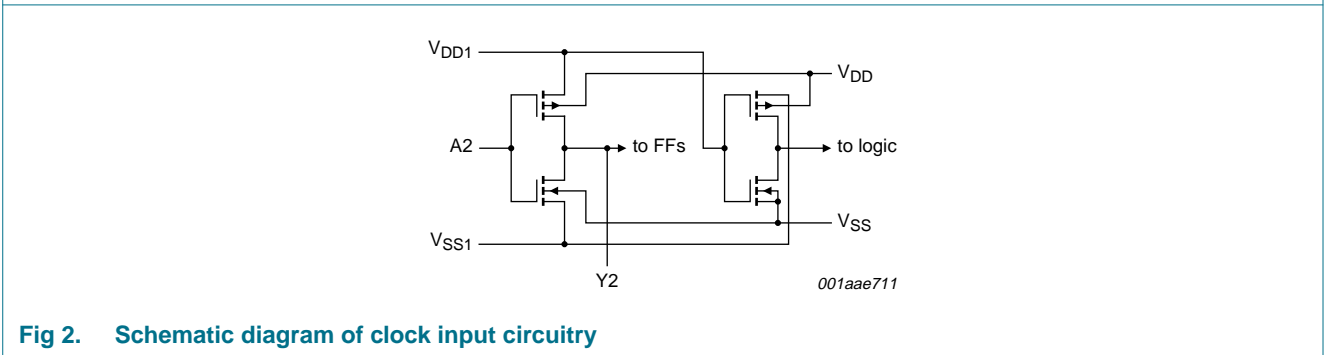 VDD1
VDD
A2
to FFs
to logic
VSS
VSS1
Y2
001aae711
Fig 2. Schematic diagram of clock input circuitry